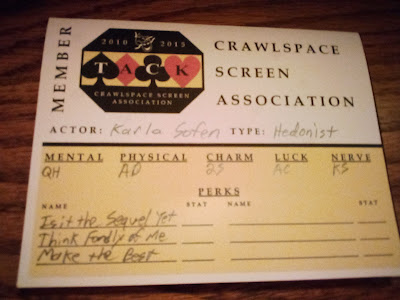 MEMBER
2010 2013
TACK
CRAWLSPACE SCREEN
ASSOCIATION
CRAWLSPACE
SCREEN
ASSOCIATION
ACTOR: Karla Sofen TYPE: Hedonist
MENTAL PHYSICAL CHARM LUCK NERVE
QH AD 2S AC KS
PERKS
NAME STAT NAME STAT
Is it the Sequel Yet
Think Fondly of Me
Make the Best